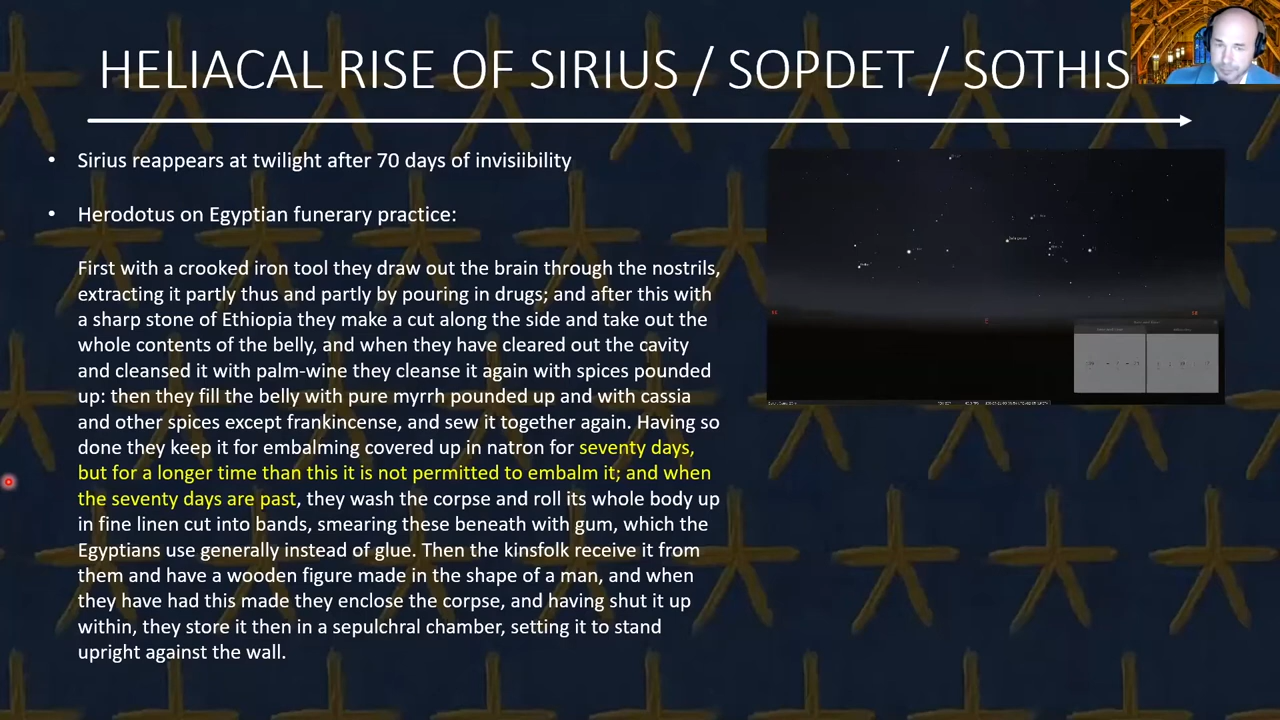 HELIACAL RISE OF SIRIUS / SOPDET / SOTHIS
• Sirius reappears at twilight after 70 days of invisiibility
• Herodotus on Egyptian funerary practice:
First with a crooked iron tool they draw out the brain through the nostrils,
extracting it partly thus and partly by pouring in drugs; and after this with
a sharp stone of Ethiopia they make a cut along the side and take out the
whole contents of the belly, and when they have cleared out the cavity
and cleansed it with palm-wine they cleanse it again with spices pounded
up: then they fill the belly with pure myrrh pounded up and with cassia
and other spices except frankincense, and sew it together again. Having so
done they keep it for embalming covered up in natron for seventy days,
but for a longer time than this it is not permitted to embalm it; and when
the seventy days are past, they wash the corpse and roll its whole body up
in fine linen cut into bands, smearing these beneath with gum, which the
Egyptians use generally instead of glue. Then the kinsfolk receive it from
them and have a wooden figure made in the shape of a man, and when
they have had this made they enclose the corpse, and having shut it up
within, they store it then in a sepulchral chamber, setting it to stand
upright against the wall.